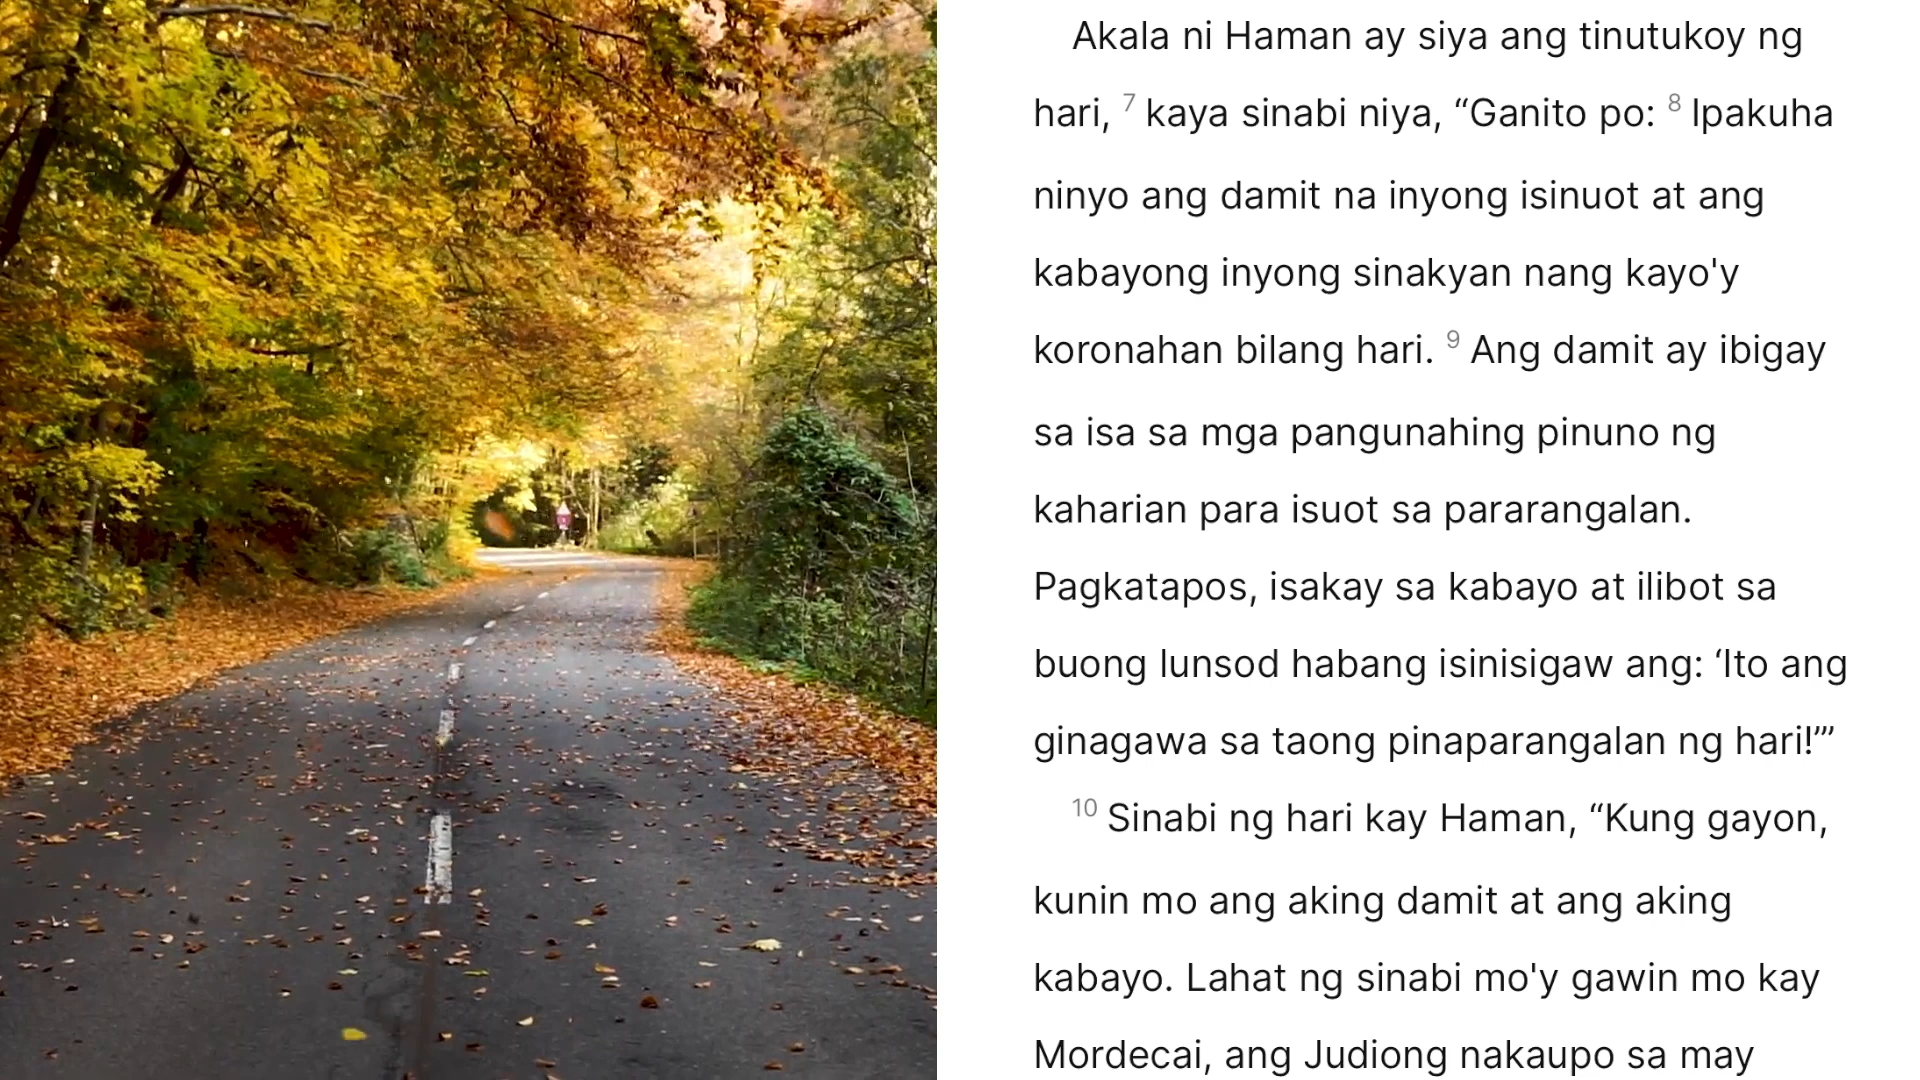 Akala ni Haman ay siya ang tinutukoy ng
hari, 7 kaya sinabi niya, “Ganito po: 8 Ipakuha
ninyo ang damit na inyong isinuot at ang
kabayong inyong sinakyan nang kayo'y
koronahan bilang hari. 9 Ang damit ay ibigay
sa isa sa mga pangunahing pinuno ng
kaharian para isuot sa pararangalan.
Pagkatapos, isakay sa kabayo at ilibot sa
buong lunsod habang isinisigaw ang: ‘Ito ang
ginagawa sa taong pinaparangalan ng hari!’”
10 Sinabi ng hari kay Haman, “Kung gayon,
kunin mo ang aking damit at ang aking
kabayo. Lahat ng sinabi mo'y gawin mo kay
Mordecai, ang Judiong nakaupo sa may